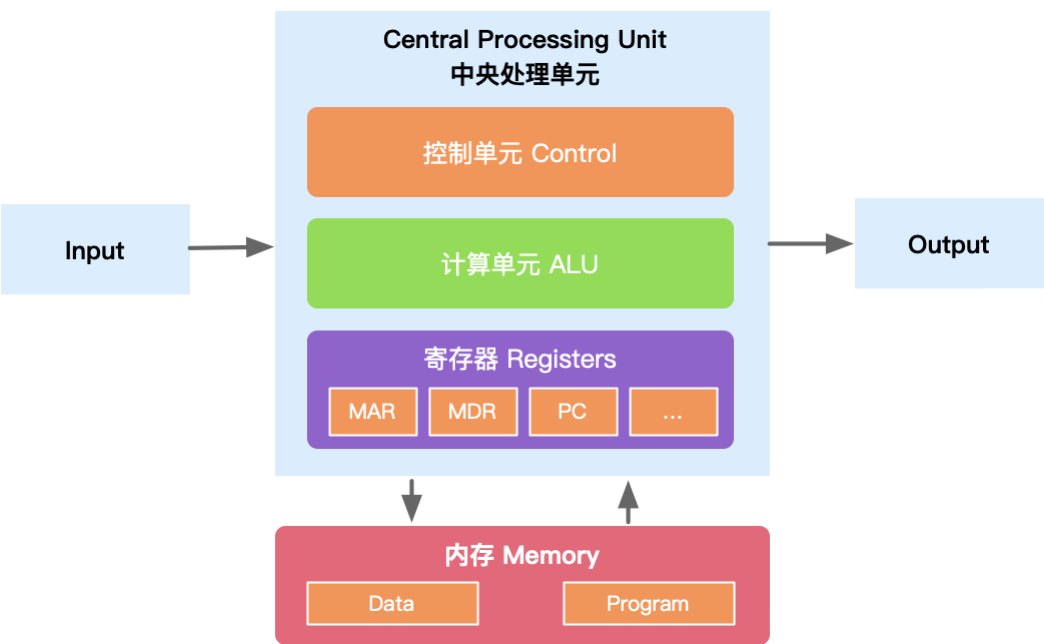 Central Processing Unit
中央处理单元
控制单元 Control
Input
计算单元 ALU
Output
寄存器 Registers
MAR MDR PC ...
内存 Memory
Data Program